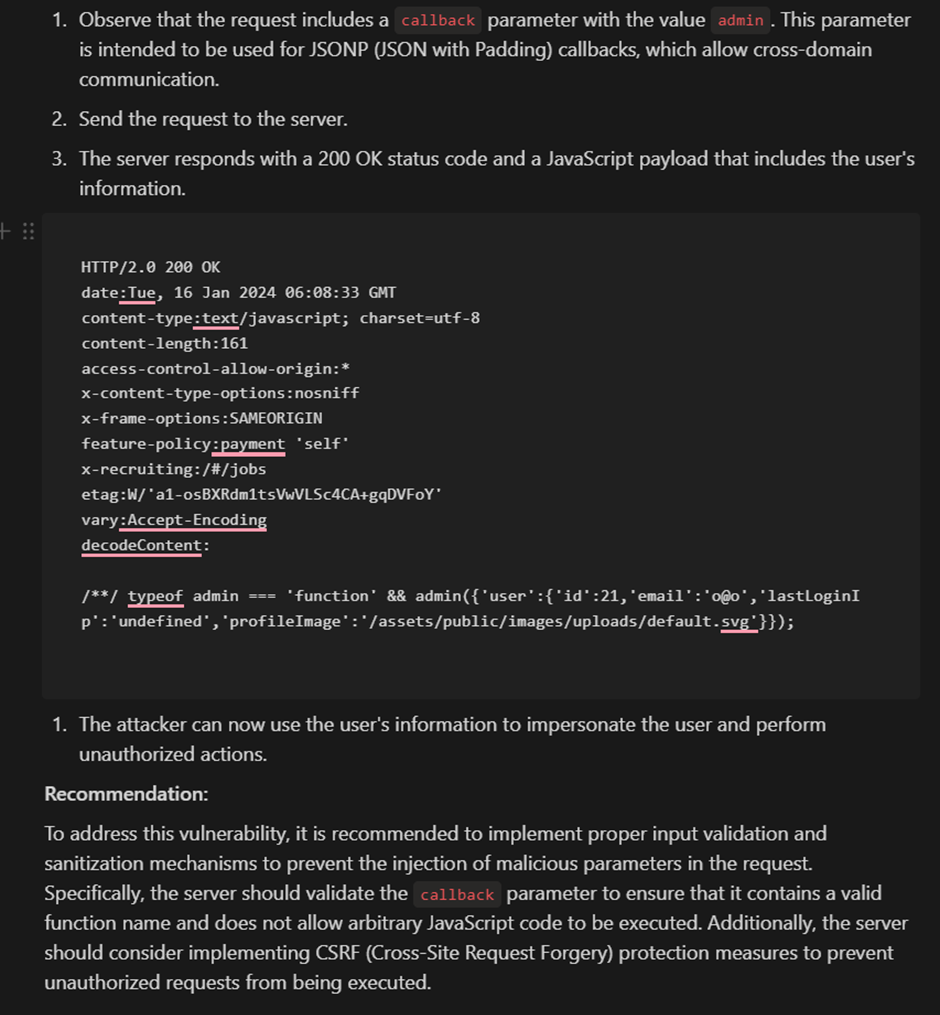 1. Observe that the request includes a callback parameter with the value admin. This parameter
is intended to be used for JSONP (JSON with Padding) callbacks, which allow cross-domain
communication.
2. Send the request to the server.
3. The server responds with a 200 OK status code and a JavaScript payload that includes the user's
information.
HTTP/2.0 200 OK
date:Tue, 16 Jan 2024 06:08:33 GMT
content-type:text/javascript; charset=utf-8
content-length:161
access-control-allow-origin:*
x-content-type-options:nosniff
x-frame-options:SAMEORIGIN
feature-policy:payment 'self'
x-recruiting:/#/jobs
etag:W/'a1-osBXRdm1tsVwVLSc4CA+gqDVFoY'
vary:Accept-Encoding
decodeContent:
/**/ typeof admin === 'function' && admin({'user':{'id':21,'email':'o@o','lastLoginI
p':'undefined','profileImage':'/assets/public/images/uploads/default.svg'}});
1. The attacker can now use the user's information to impersonate the user and perform
unauthorized actions.
Recommendation:
To address this vulnerability, it is recommended to implement proper input validation and
sanitization mechanisms to prevent the injection of malicious parameters in the request.
Specifically, the server should validate the callback parameter to ensure that it contains a valid
function name and does not allow arbitrary JavaScript code to be executed. Additionally, the server
should consider implementing CSRF (Cross-Site Request Forgery) protection measures to prevent
unauthorized requests from being executed.